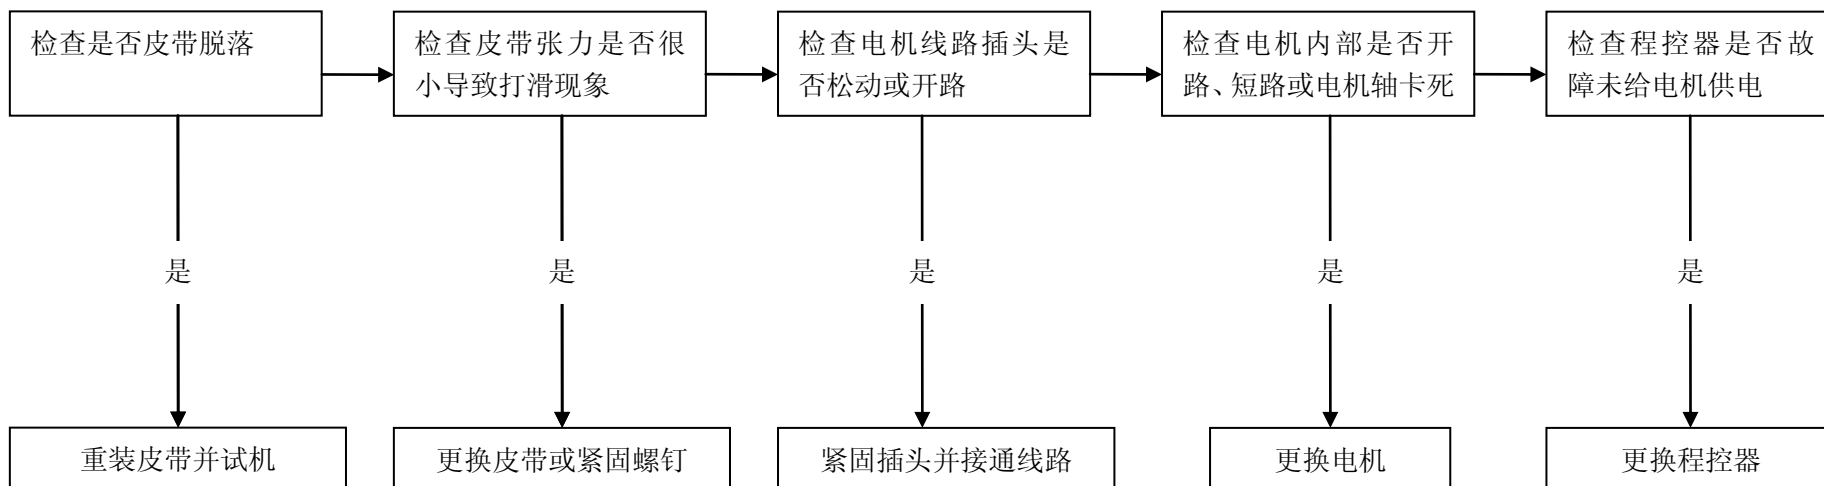 检查是否皮带脱落
检查皮带张力是否很
小导致打滑现象
检查电机线路插头是
否松动或开路
检查电机内部是否开
路、短路或电机轴卡死
检查程控器是否故
障未给电机供电
是
是
是
是
是
重装皮带并试机
更换皮带或紧固螺钉
紧固插头并接通线路
更换电机
更换程控器